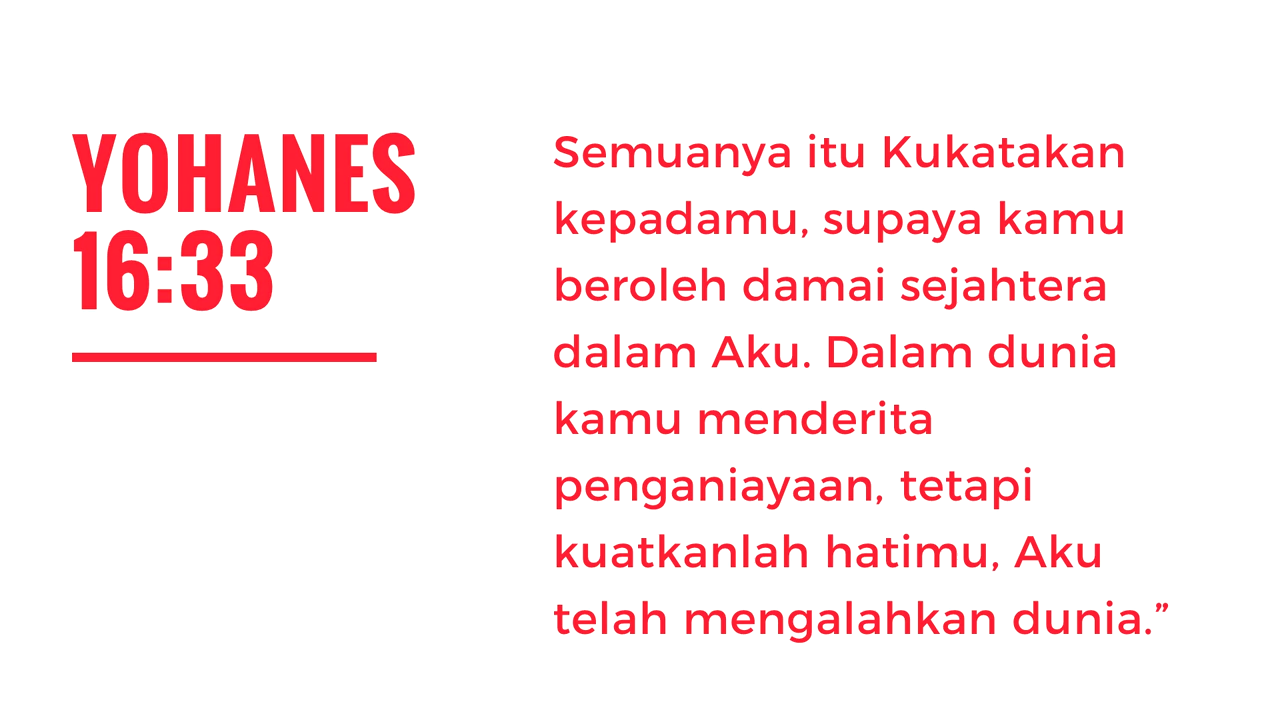 YOHANES
16:33
Semuanya itu Kukatakan
kepadamu, supaya kamu
beroleh damai sejahtera
dalam Aku. Dalam dunia
kamu menderita
penganiayaan, tetapi
kuatkanlah hatimu, Aku
telah mengalahkan dunia.”